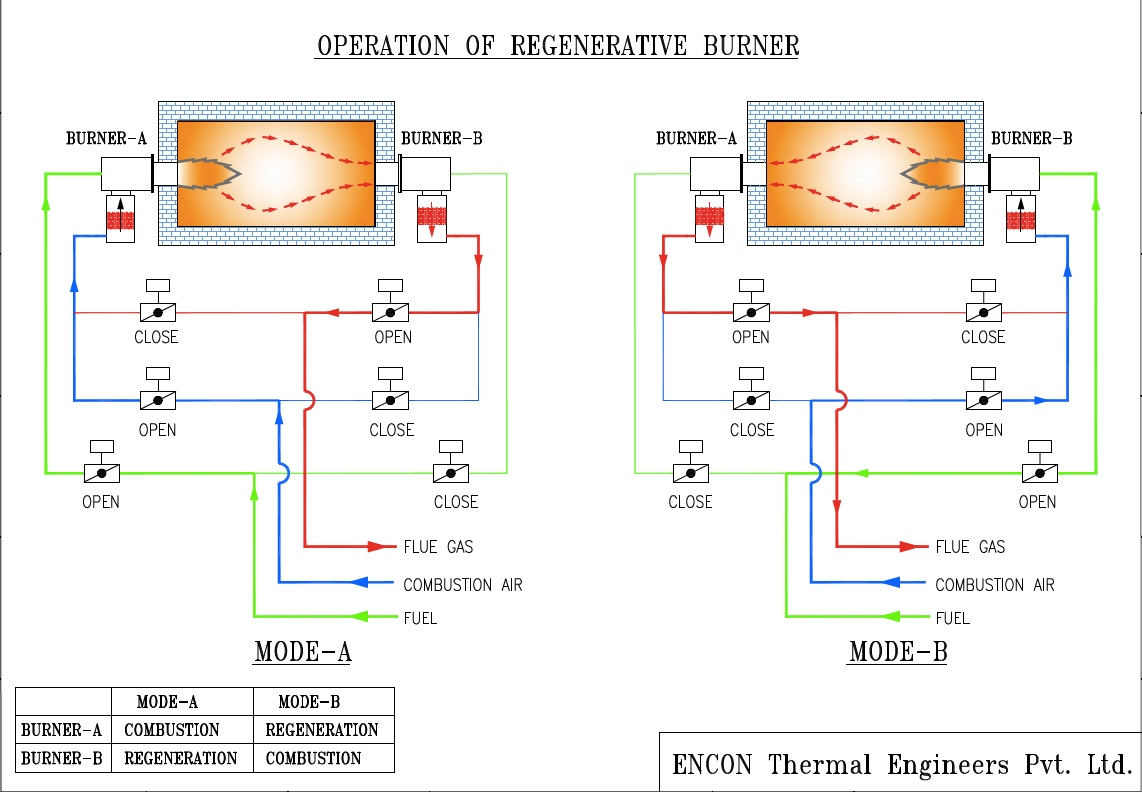 OPERATION OF REGENERATIVE BURNER
BURNER-A
BURNER-B
CLOSE
OPEN
OPEN
CLOSE
OPEN
CLOSE
FLUE GAS
COMBUSTION AIR
FUEL
MODE-A
BURNER-A
BURNER-B
OPEN
CLOSE
CLOSE
OPEN
CLOSE
OPEN
FLUE GAS
COMBUSTION AIR
FUEL
MODE-B
MODE-A MODE-B
BURNER-A COMBUSTION REGENERATION
BURNER-B REGENERATION COMBUSTION
ENCON Thermal Engineers Pvt. Ltd.